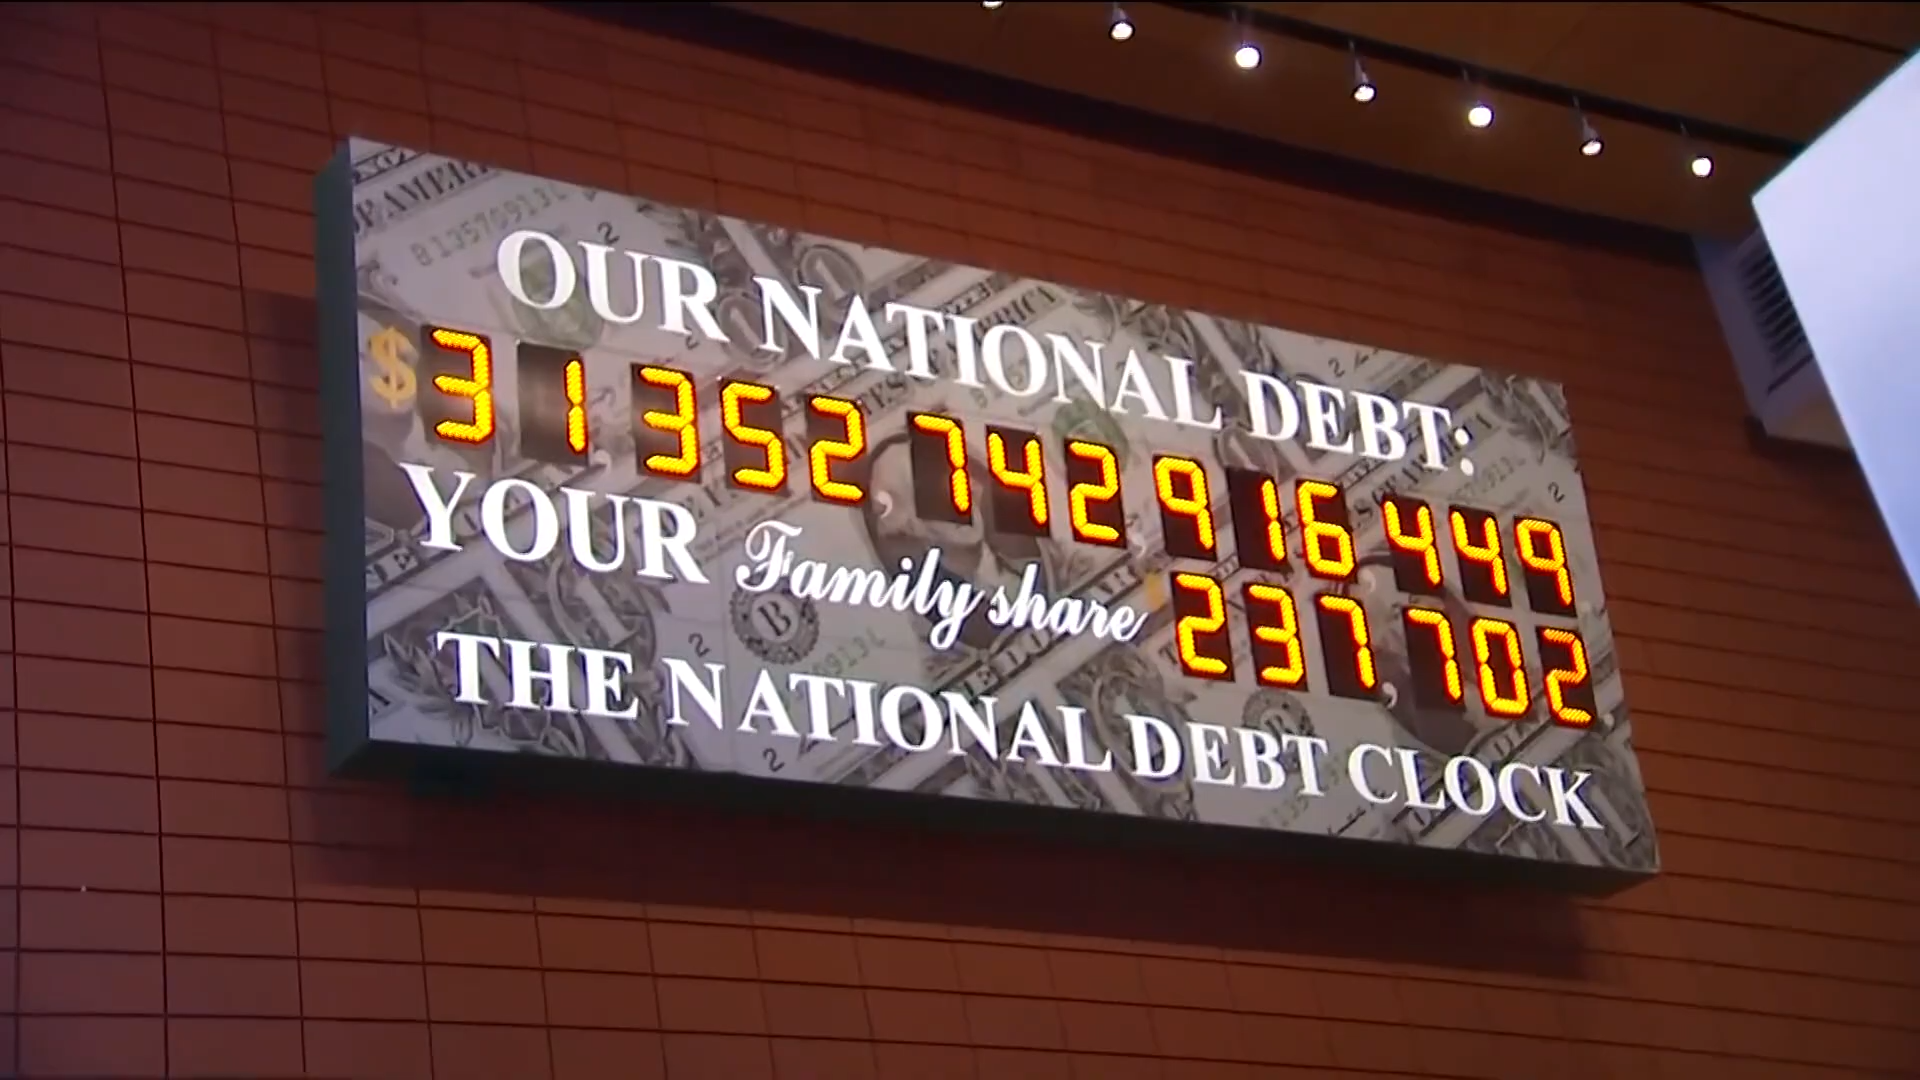 OUR NATIONAL DEBT:
$31,352,742,916,449
YOUR Family share $237,702
THE NATIONAL DEBT CLOCK